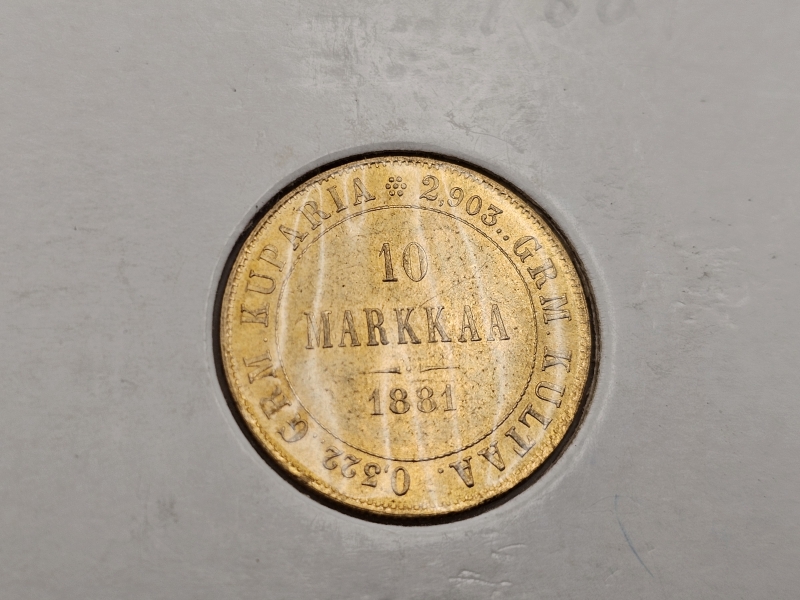 10
MARKKAA
1881
2,903.. GRM. KULTAA. 0,322. GRM. KUPARIA